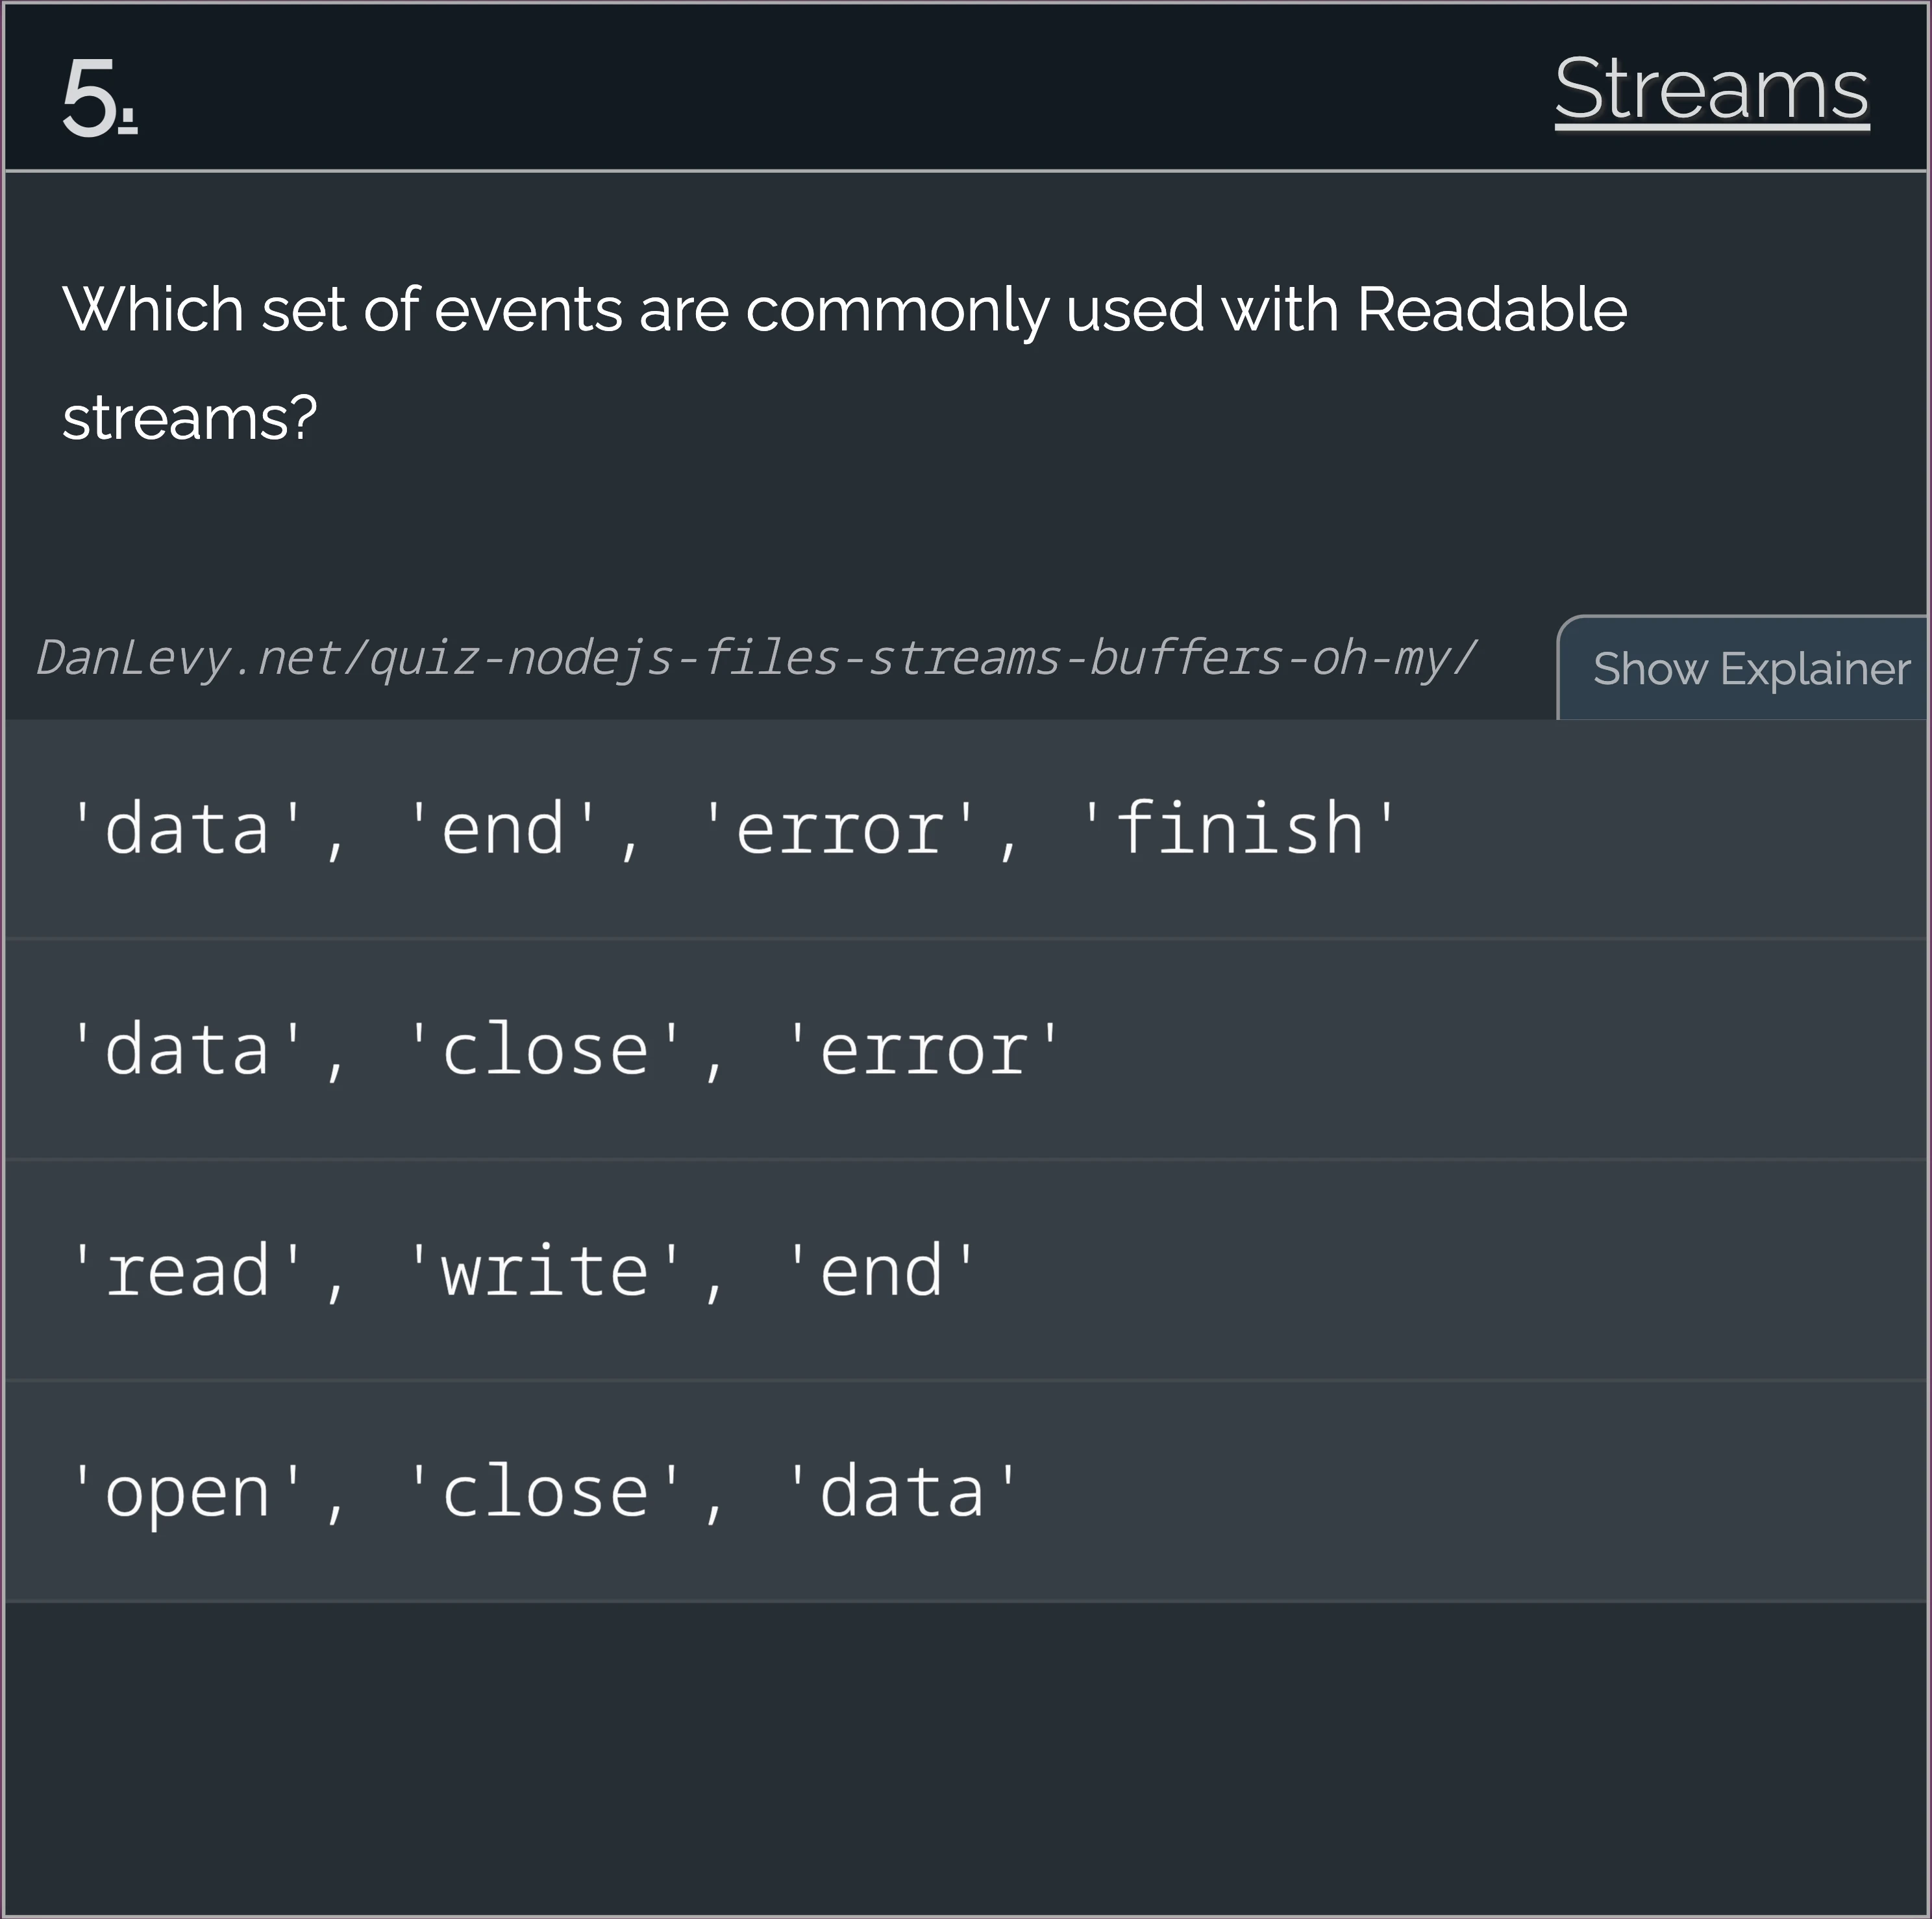 5.
Streams
Which set of events are commonly used with Readable
streams?
DanLevy.net/quiz-nodejs-files-streams-buffers-oh-my/
Show Explainer
'data', 'end', 'error', 'finish'
'data', 'close', 'error'
'read', 'write', 'end'
'open', 'close', 'data'